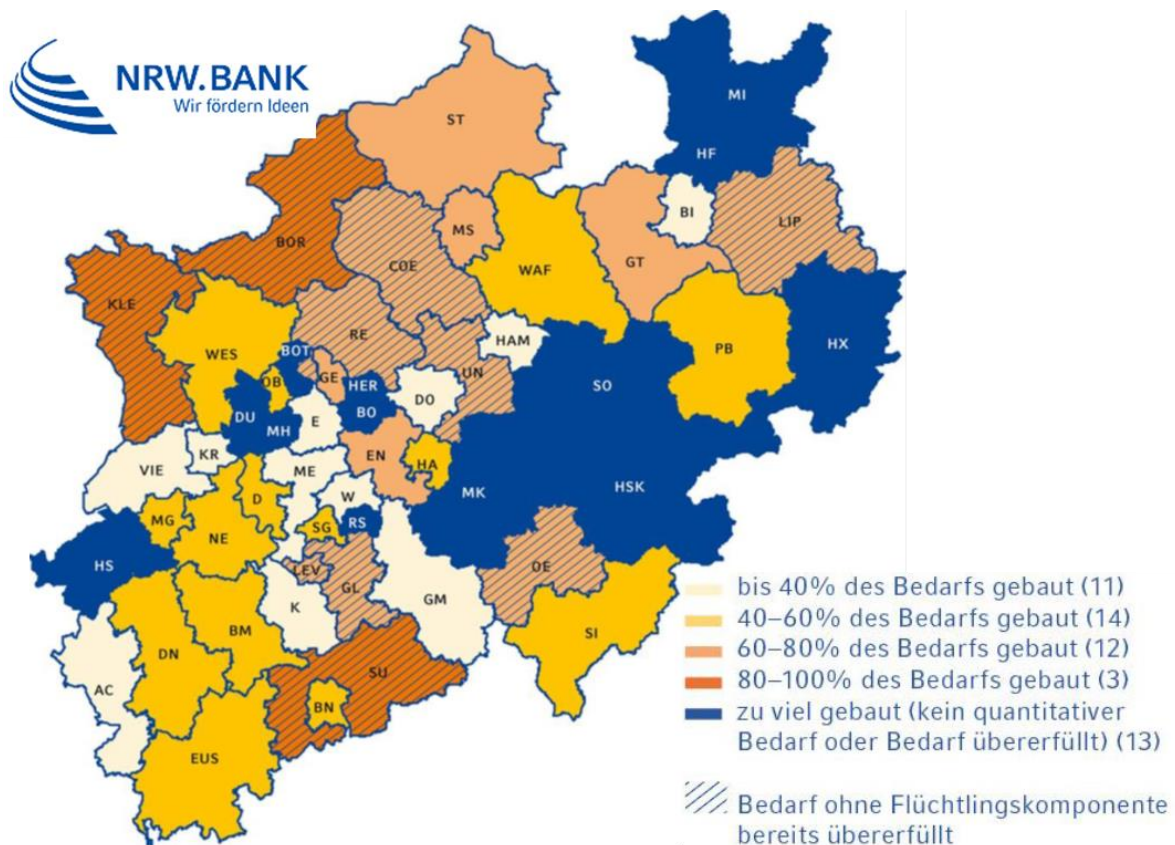 NRW.BANK
Wir fördern Ideen
MI
ST
HF
BI
LIP
MS
BOR
COE
WAF
GT
KLE
RE
HAM
PB
HX
WES
BOT
UN
OB
GE
HER
SO
DU
BO
DO
MH
E
KR
VIE
ME
EN
HA
HSK
MK
D
W
MG
SG
RS
NE
HS
OE
LEV
GL
K
GM
SI
BM
DN
SU
AC
BN
EUS
bis 40% des Bedarfs gebaut (11)
40–60% des Bedarfs gebaut (14)
60–80% des Bedarfs gebaut (12)
80–100% des Bedarfs gebaut (3)
zu viel gebaut (kein quantitativer
Bedarf oder Bedarf übererfüllt) (13)
Bedarf ohne Flüchtlingskomponente
bereits übererfüllt